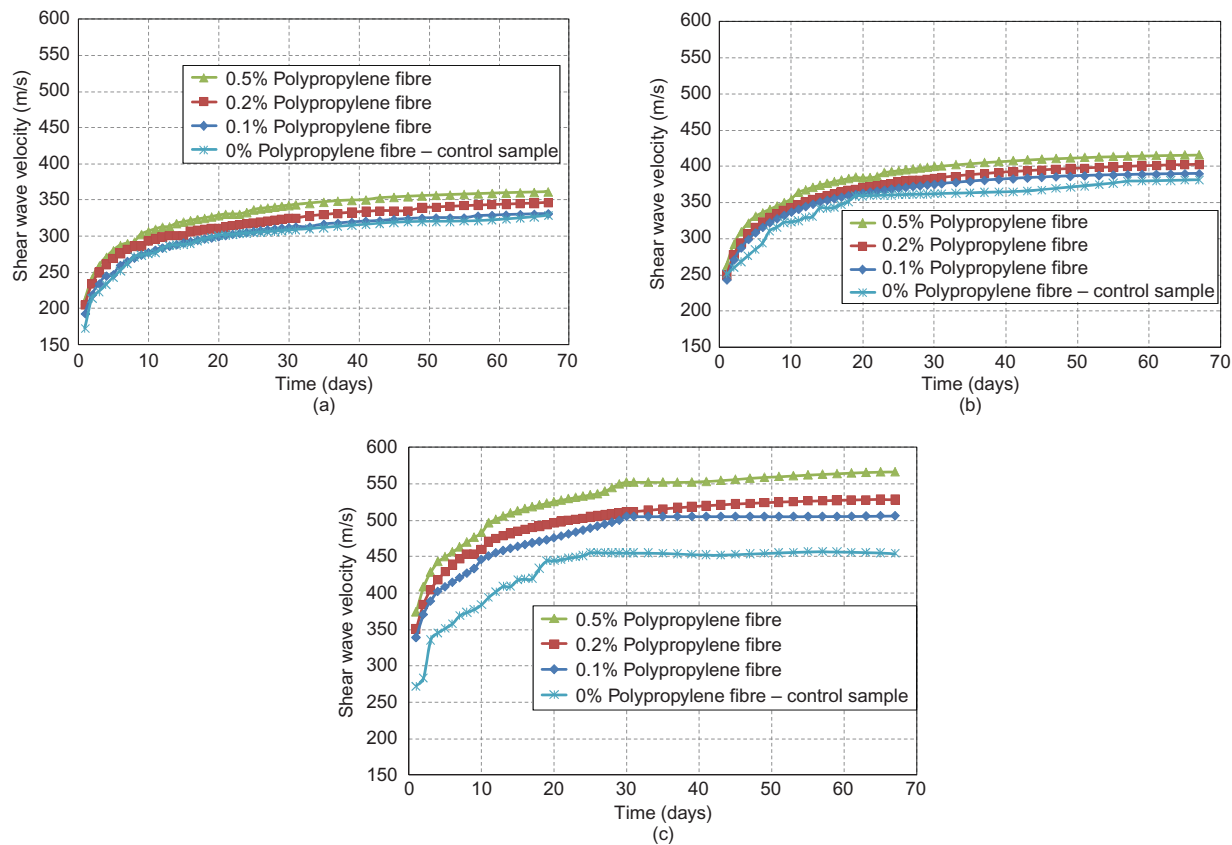 600
550
500
450
400
350
300
250
200
150
Shear wave velocity (m/s)
0.5% Polypropylene fibre
0.2% Polypropylene fibre
0.1% Polypropylene fibre
0% Polypropylene fibre – control sample
0 10 20 30 40 50 60 70
Time (days)
(a)
600
550
500
450
400
350
300
250
200
150
Shear wave velocity (m/s)
0.5% Polypropylene fibre
0.2% Polypropylene fibre
0.1% Polypropylene fibre
0% Polypropylene fibre – control sample
0 10 20 30 40 50 60 70
Time (days)
(b)
600
550
500
450
400
350
300
250
200
150
Shear wave velocity (m/s)
0.5% Polypropylene fibre
0.2% Polypropylene fibre
0.1% Polypropylene fibre
0% Polypropylene fibre – control sample
0 10 20 30 40 50 60 70
Time (days)
(c)